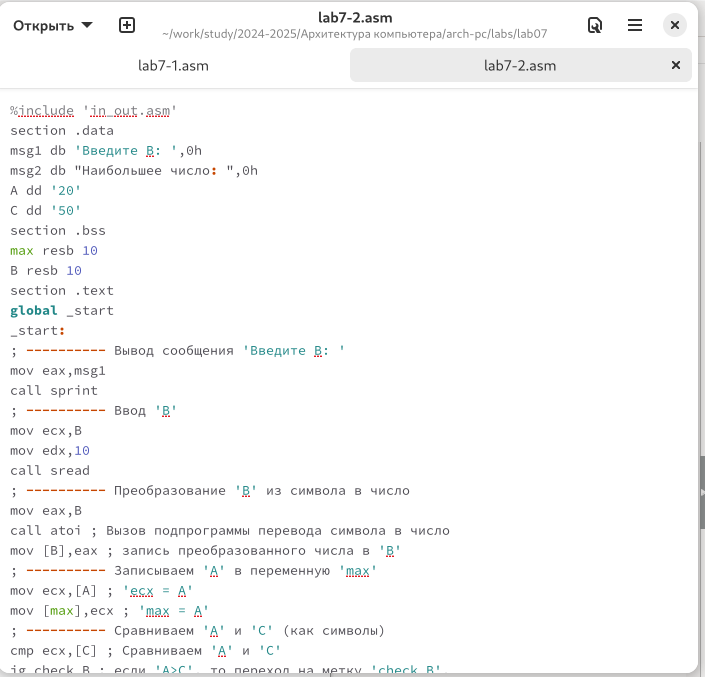 Открыть
lab7-2.asm
~/work/study/2024-2025/Архитектура компьютера/arch-pc/labs/lab07
lab7-1.asm
lab7-2.asm
%include 'in_out.asm'
section .data
msg1 db 'Введите B: ',0h
msg2 db "Наибольшее число: ",0h
A dd '20'
C dd '50'
section .bss
max resb 10
B resb 10
section .text
global _start
_start:
; ---------- Вывод сообщения 'Введите B: '
mov eax,msg1
call sprint
; ---------- Ввод 'B'
mov ecx,B
mov edx,10
call sread
; ---------- Преобразование 'B' из символа в число
mov eax,B
call atoi ; Вызов подпрограммы перевода символа в число
mov [B],eax ; запись преобразованного числа в 'B'
; ---------- Записываем 'A' в переменную 'max'
mov ecx,[A] ; 'ecx = A'
mov [max],ecx ; 'max = A'
; ---------- Сравниваем 'A' и 'С' (как символы)
cmp ecx,[C] ; Сравниваем 'A' и 'С'
jg check_B ; если 'A>C', то переход на метку 'check_B',